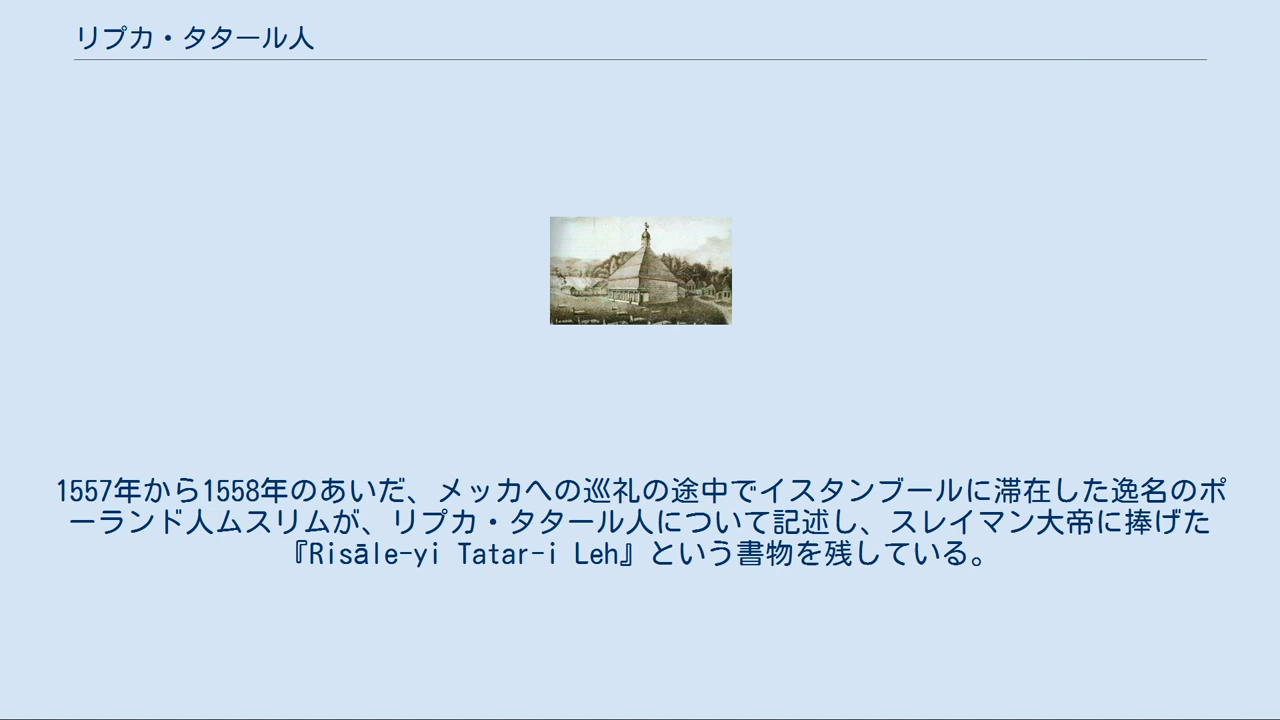 リプカ・タタール人
1557年から1558年のあいだ、メッカへの巡礼の途中でイスタンブールに滞在した逸名のポ
ーランド人ムスリムが、リプカ・タタール人について記述し、スレイマン大帝に捧げた
『Risāle-yi Tatar-i Leh』という書物を残している。